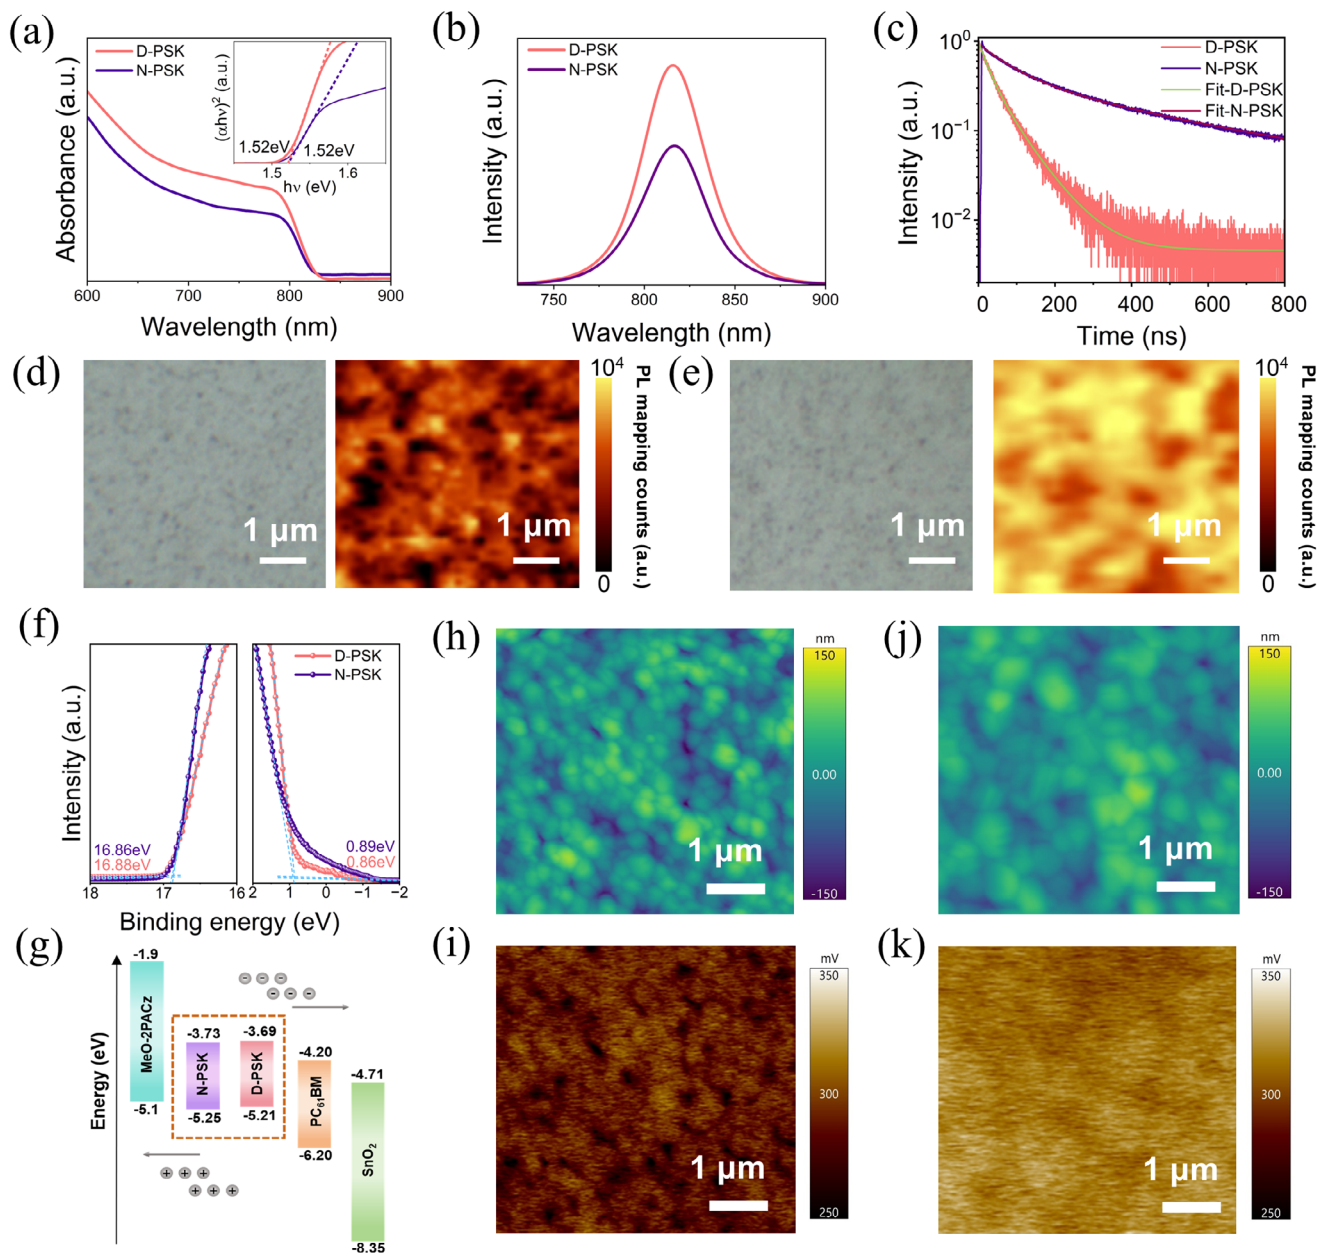 (a)
D-PSK
N-PSK
(αhν)² (a.u.)
1.52eV
1.52eV
1.5
1.6
hν (eV)
Absorbance (a.u.)
600
700
800
900
Wavelength (nm)
(b)
D-PSK
N-PSK
Intensity (a.u.)
750
800
850
900
Wavelength (nm)
(c)
D-PSK
N-PSK
Fit-D-PSK
Fit-N-PSK
Intensity (a.u.)
10⁰
10⁻¹
10⁻²
0
200
400
600
800
Time (ns)
(d)
1 μm
1 μm
10⁴
0
PL mapping counts (a.u.)
(e)
1 μm
1 μm
10⁴
0
PL mapping counts (a.u.)
(f)
D-PSK
N-PSK
Intensity (a.u.)
16.86eV
16.88eV
0.89eV
0.86eV
18
17
16
2
1
0
-1
-2
Binding energy (eV)
(h)
nm
150
0.00
-150
1 μm
(j)
nm
150
0.00
-150
1 μm
(g)
Energy (eV)
-1.9
MeO-2PACz
-5.1
-3.73
N-PSK
-5.25
-3.69
D-PSK
-5.21
-4.20
PC₆₁BM
-6.20
-4.71
SnO₂
-8.35
(i)
mV
350
300
250
1 μm
(k)
mV
350
300
250
1 μm